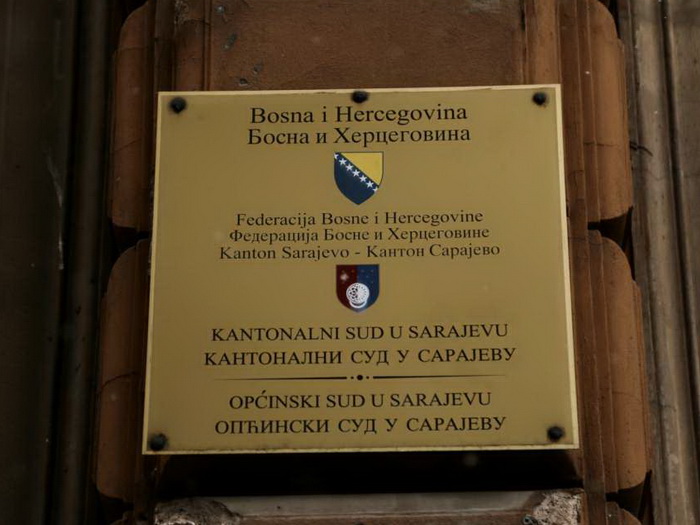 Bosna i Hercegovina
Босна и Херцеговина
Federacija Bosne i Hercegovine
Федерација Босне и Херцеговине
Kanton Sarajevo - Кантон Сарајево
KANTONALNI SUD U SARAJEVU
КАНТОНАЛНИ СУД У САРАЈЕВУ
OPĆINSKI SUD U SARAJEVU
ОПЋИНСКИ СУД У САРАЈЕВУ